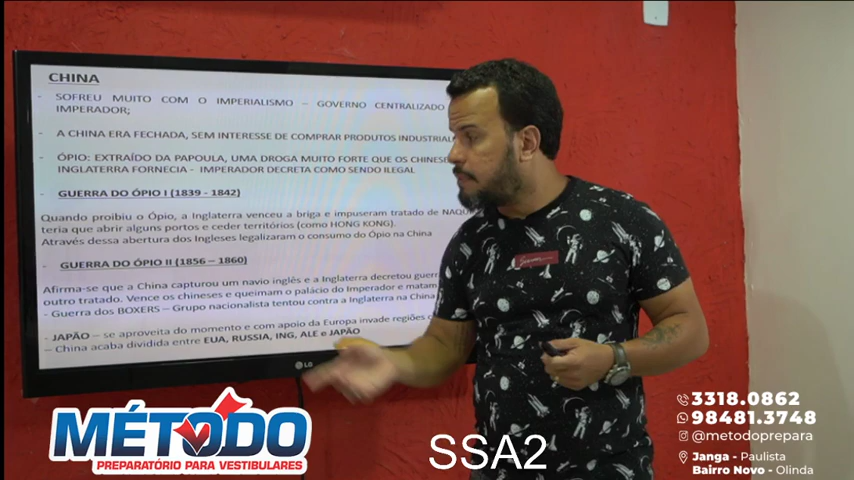 CHINA
- SOFREU MUITO COM O IMPERIALISMO – GOVERNO CENTRALIZADO
IMPERADOR;
- A CHINA ERA FECHADA, SEM INTERESSE DE COMPRAR PRODUTOS
- ÓPIO: EXTRAÍDO DA PAPOULA, UMA DROGA MUITO FORTE QUE OS
INGLATERRA FORNECIA - IMPERADOR DECRETA COMO SENDO ILEGAL
- GUERRA DO ÓPIO I (1839 - 1842)
Quando proibiu o Ópio, a Inglaterra venceu a briga e impuseram tratado de
teria que abrir alguns portos e ceder territórios (como HONG KONG).
Através dessa abertura dos Ingleses legalizaram o consumo do Ópio na China
- GUERRA DO ÓPIO II (1856 – 1860)
Afirma-se que a China capturou um navio inglês e a Inglaterra decretou
outro tratado. Vence os chineses e queimam o palácio do Imperador e matam
- Guerra dos BOXERS – Grupo nacionalista tentou contra a Inglaterra na China
- JAPÃO – se aproveita do momento e com apoio da Europa invade regiões
– China acaba dividida entre EUA, RUSSIA, ING, ALE e JAPÃO
LG
MÉTODO
PREPARATÓRIO PARA VESTIBULARES
SSA2
3318.0862
98481.3748
@metodoprepara
Janga - Paulista
Bairro Novo - Olinda